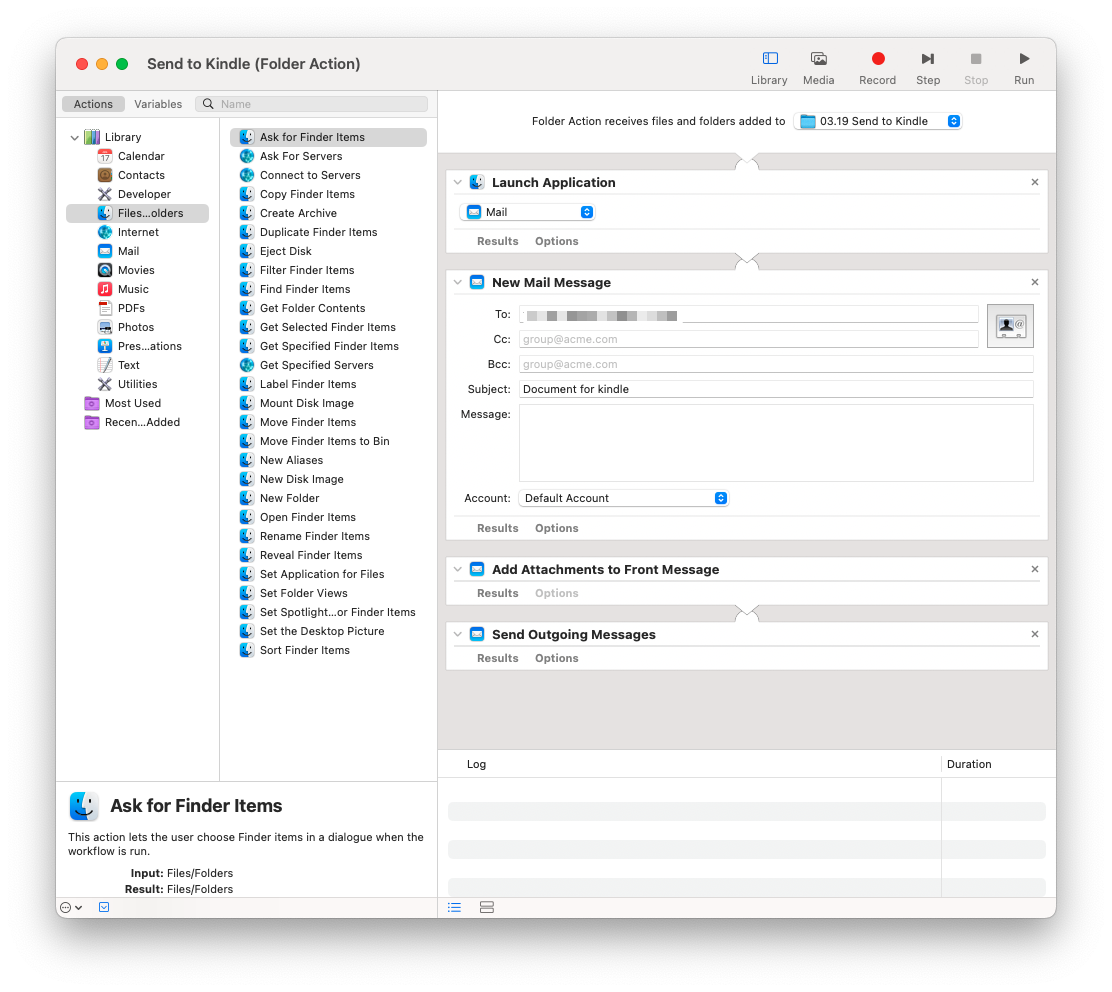 Send to Kindle (Folder Action)
Library
Media
Record
Step
Stop
Run
Actions
Variables
Name
Library
Calendar
Contacts
Developer
Files...olders
Internet
Mail
Movies
Music
PDFs
Photos
Pres...ations
Text
Utilities
Most Used
Recen...Added
Ask for Finder Items
Ask For Servers
Connect to Servers
Copy Finder Items
Create Archive
Duplicate Finder Items
Eject Disk
Filter Finder Items
Find Finder Items
Get Folder Contents
Get Selected Finder Items
Get Specified Finder Items
Get Specified Servers
Label Finder Items
Mount Disk Image
Move Finder Items
Move Finder Items to Bin
New Aliases
New Disk Image
New Folder
Open Finder Items
Rename Finder Items
Reveal Finder Items
Set Application for Files
Set Folder Views
Set Spotlight...or Finder Items
Set the Desktop Picture
Sort Finder Items
Ask for Finder Items
This action lets the user choose Finder items in a dialogue when the
workflow is run.
Input: Files/Folders
Result: Files/Folders
Folder Action receives files and folders added to 03.19 Send to Kindle
Launch Application
Mail
Results Options
New Mail Message
To:
Cc: group@acme.com
Bcc: group@acme.com
Subject: Document for kindle
Message:
Account: Default Account
Results Options
Add Attachments to Front Message
Results Options
Send Outgoing Messages
Results Options
Log Duration